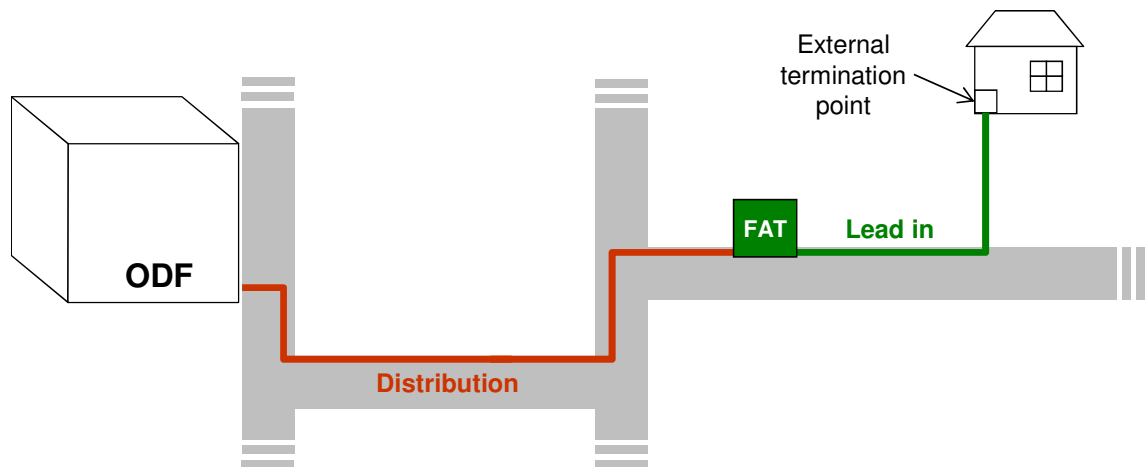 External
termination
point
FAT
Lead in
ODF
Distribution